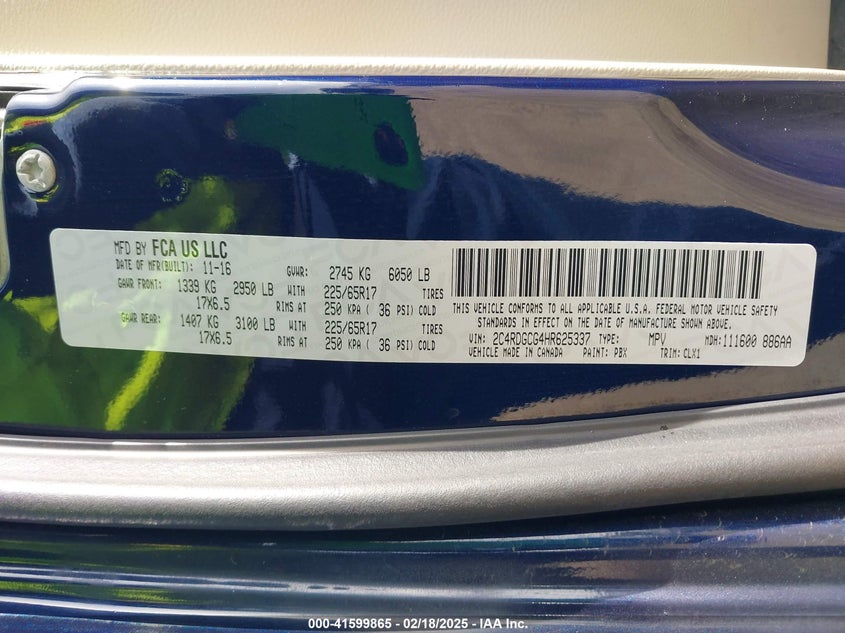 MFD BY FCA US LLC
DATE OF MFR(BUILT): 11-16 GVWR: 2745 KG 6050 LB
GAWR FRONT: 1339 KG 2950 LB WITH 225/65R17 TIRES
17X6.5 RIMS AT 250 KPA ( 36 PSI) COLD
GAWR REAR: 1407 KG 3100 LB WITH 225/65R17 TIRES
17X6.5 RIMS AT 250 KPA ( 36 PSI) COLD
THIS VEHICLE CONFORMS TO ALL APPLICABLE U.S.A. FEDERAL MOTOR VEHICLE SAFETY
STANDARDS IN EFFECT ON THE DATE OF MANUFACTURE SHOWN ABOVE.
VIN: 2C4RDGCG4HR625337 TYPE: MPV MDH: 111600 886AA
VEHICLE MADE IN CANADA PAINT: PBX TRIM: CLX1
000-41599865 - 02/18/2025 - IAA Inc.